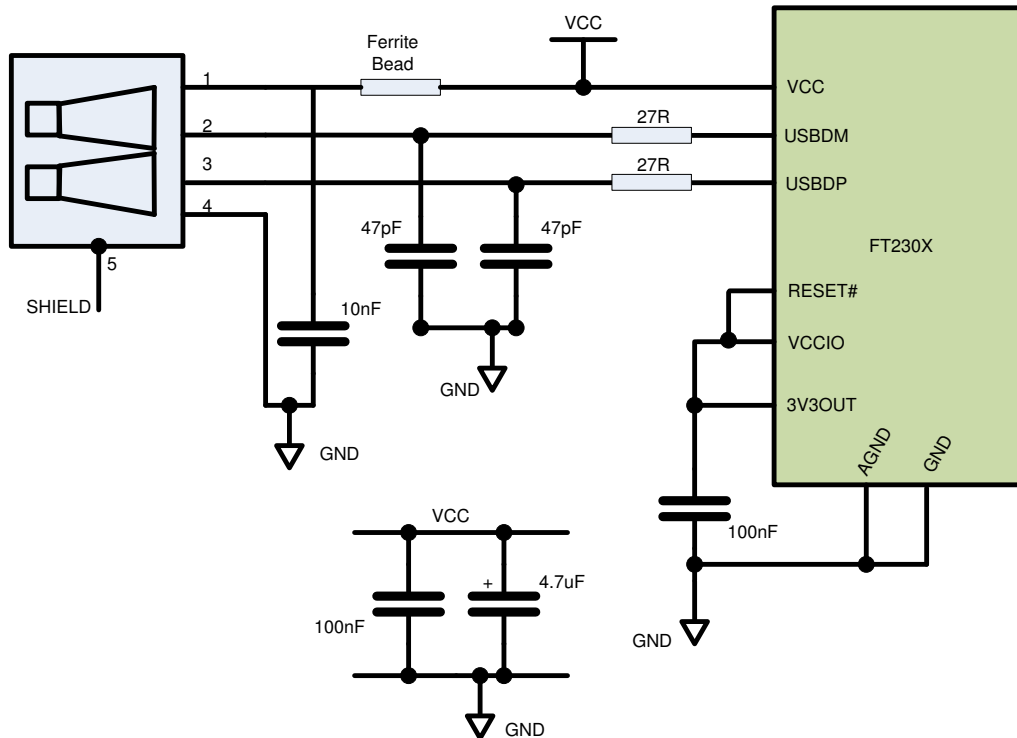 VCC
Ferrite
Bead
1
VCC
27R
2
USBDM
27R
3
USBDP
4
47pF
47pF
FT230X
5
SHIELD
RESET#
10nF
VCCIO
GND
3V3OUT
GND
AGND
GND
VCC
100nF
+
4.7uF
100nF
GND
GND